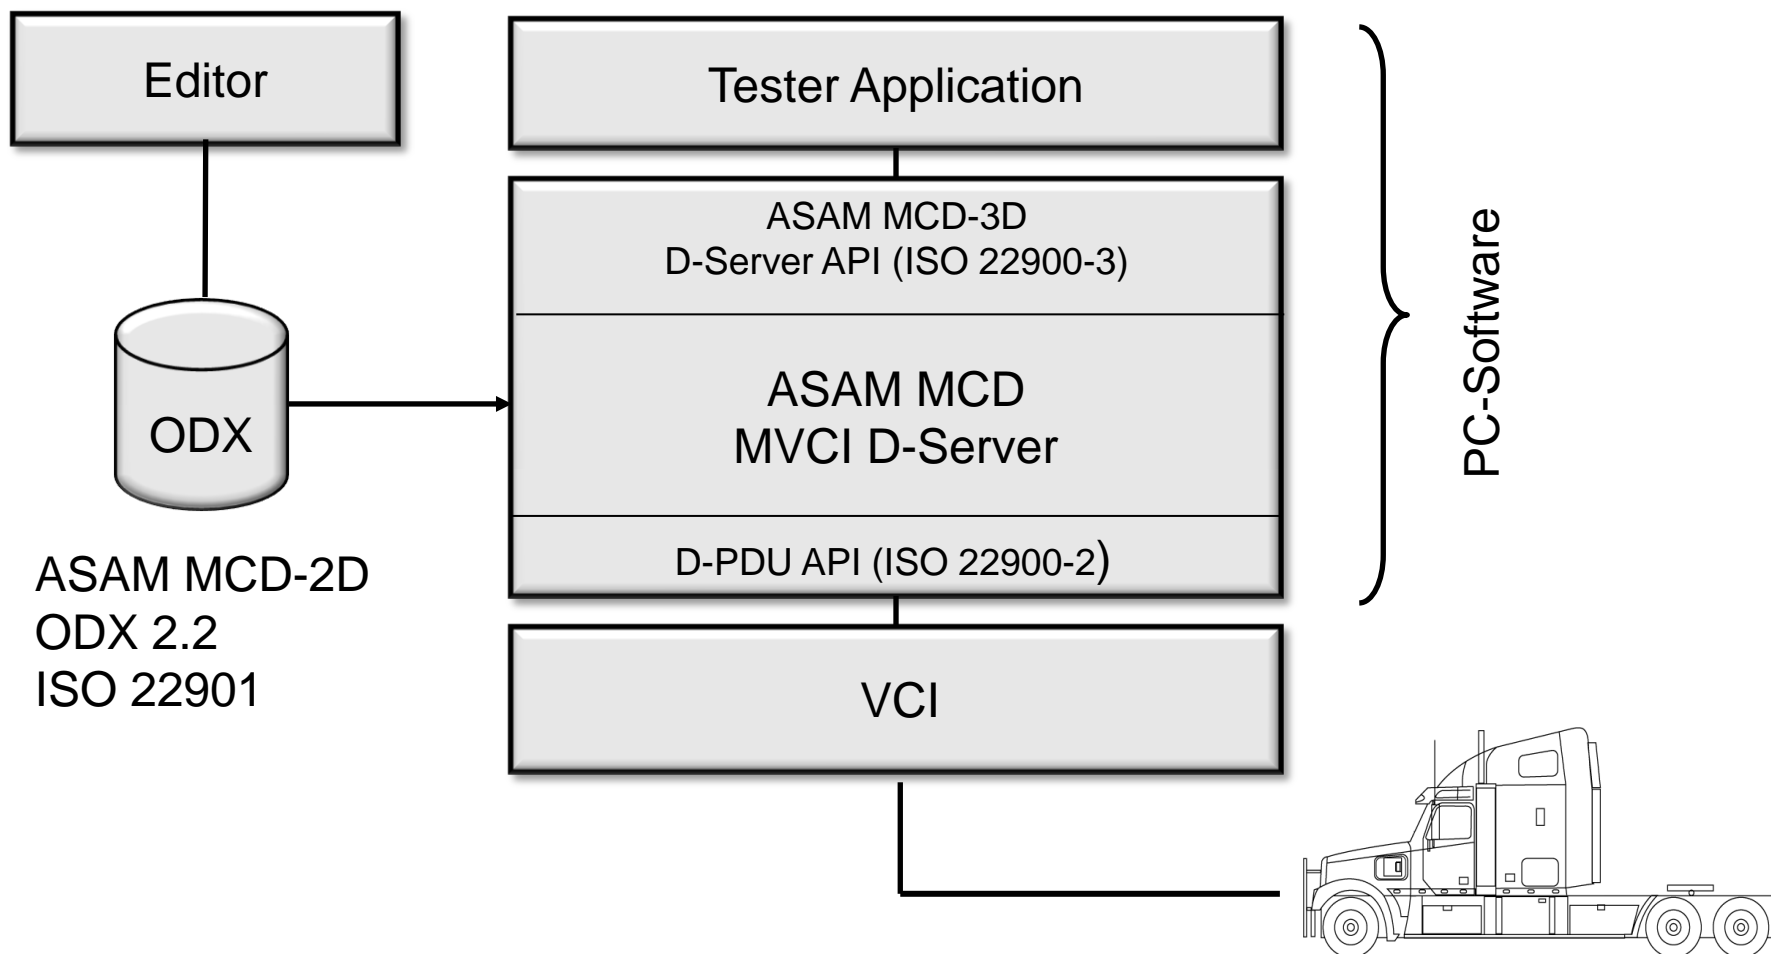 Editor
Tester Application
ASAM MCD-3D
D-Server API (ISO 22900-3)
ASAM MCD
MVCI D-Server
D-PDU API (ISO 22900-2)
VCI
ODX
ASAM MCD-2D
ODX 2.2
ISO 22901
PC-Software